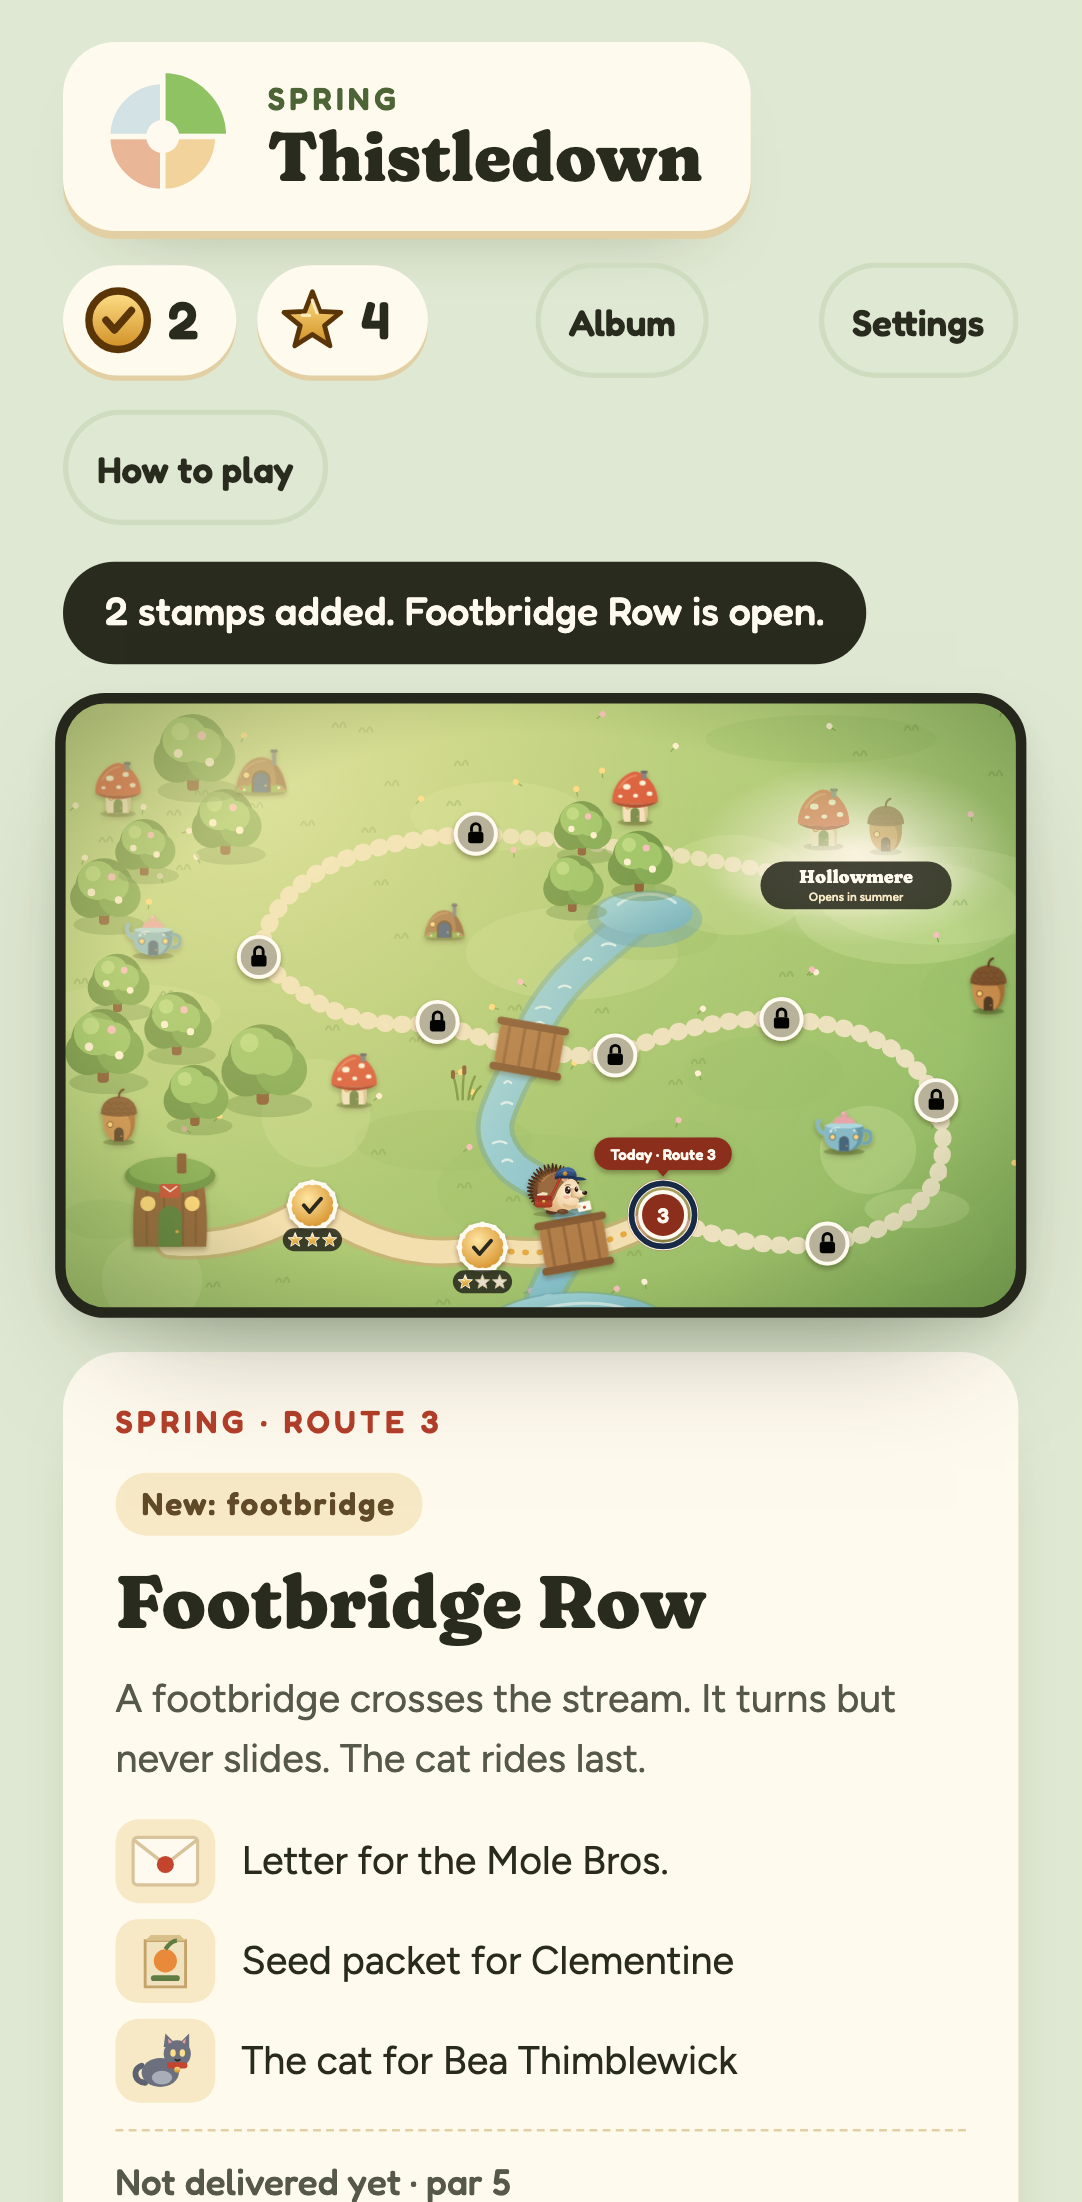 SPRING
Thistledown
2
4
Album
Settings
How to play
2 stamps added. Footbridge Row is open.
Hollowmere
Opens in summer
Today · Route 3
3
SPRING · ROUTE 3
New: footbridge
Footbridge Row
A footbridge crosses the stream. It turns but
never slides. The cat rides last.
Letter for the Mole Bros.
Seed packet for Clementine
The cat for Bea Thimblewick
Not delivered yet · par 5